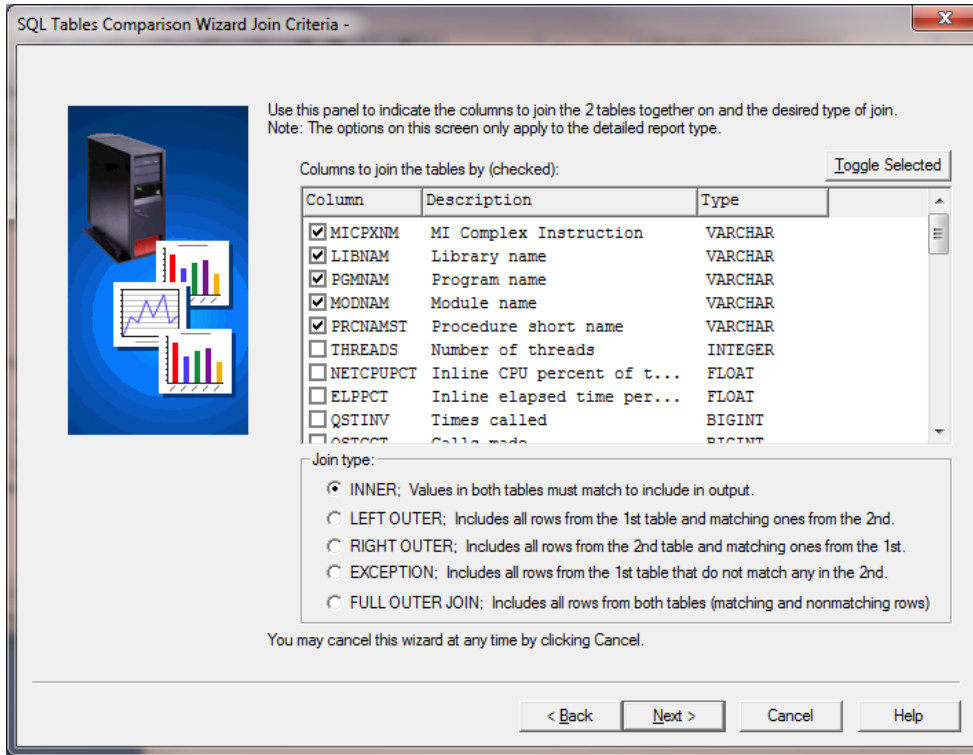 SQL Tables Comparison Wizard Join Criteria -
Use this panel to indicate the columns to join the 2 tables together on and the desired type of join.
Note: The options on this screen only apply to the detailed report type.
Columns to join the tables by (checked):
Toggle Selected
Column Description Type
MICPXNM MI Complex Instruction VARCHAR
LIBNAM Library name VARCHAR
PGMNAM Program name VARCHAR
MODNAM Module name VARCHAR
PRCNAMST Procedure short name VARCHAR
THREADS Number of threads INTEGER
NETCPUPCT Inline CPU percent of t... FLOAT
ELPPCT Inline elapsed time per... FLOAT
QSTINV Times called BIGINT
QSTCCT Calls made BIGINT
Join type:
INNER; Values in both tables must match to include in output.
LEFT OUTER; Includes all rows from the 1st table and matching ones from the 2nd.
RIGHT OUTER; Includes all rows from the 2nd table and matching ones from the 1st.
EXCEPTION; Includes all rows from the 1st table that do not match any in the 2nd.
FULL OUTER JOIN; Includes all rows from both tables (matching and nonmatching rows)
You may cancel this wizard at any time by clicking Cancel.
< Back
Next >
Cancel
Help